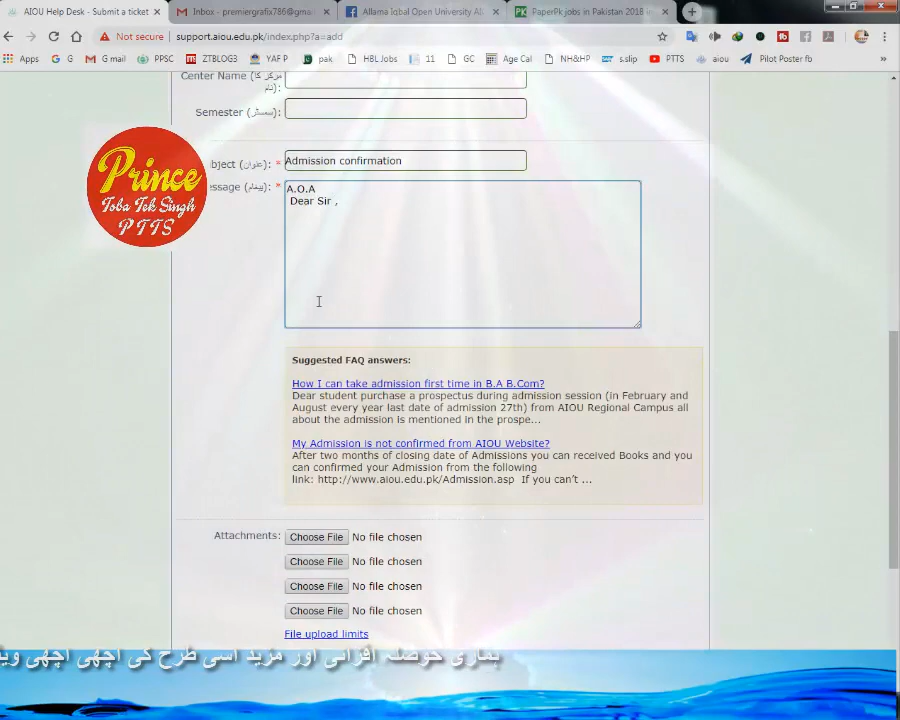 AIOU Help Desk - Submit a ticket
Inbox - premiergrafix786@gmai
Allama Iqbal Open University AI
PaperPk jobs in Pakistan 2018 i
Not secure | support.aiou.edu.pk/index.php?a=add
Apps G G G mail PPSC ZTBLOG3 YAF P pak HBL Jobs 11 GC Age Cal NH&HP s.slip PTTS aiou Pilot Poster fb »
Center Name (مرکز کا
نام):
Semester (سمسٹر):
bject (عنوان): * Admission confirmation
essage (پیغام): * A.O.A
Dear Sir ,
Prince
Toba Tek Singh
PTTS
Suggested FAQ answers:
How I can take admission first time in B.A B.Com?
Dear student purchase a prospectus during admission session (in February and
August every year last date of admission 27th) from AIOU Regional Campus all
about the admission is mentioned in the prospe...
My Admission is not confirmed from AIOU Website?
After two months of closing date of Admissions you can received Books and you
can confirmed your Admission from the following
link: http://www.aiou.edu.pk/Admission.asp If you can't ...
Attachments: Choose File No file chosen
Choose File No file chosen
Choose File No file chosen
Choose File No file chosen
File upload limits
ہماری حوصلہ افزائی اور مزید اسی طرح کی اچھی اچھی ویڈ